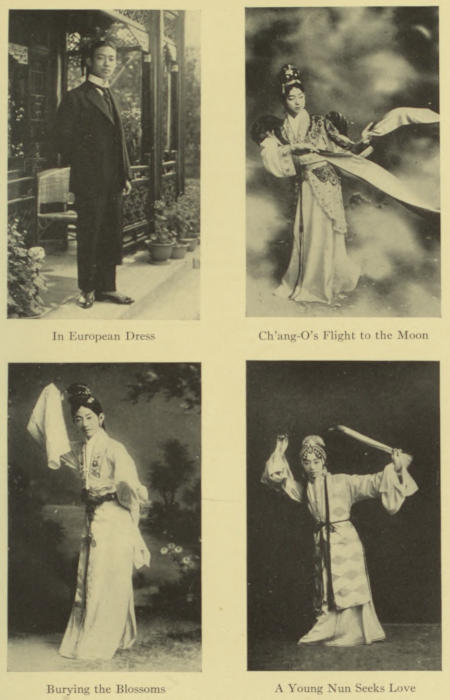 In European Dress
Ch'ang-O's Flight to the Moon
Burying the Blossoms
A Young Nun Seeks Love